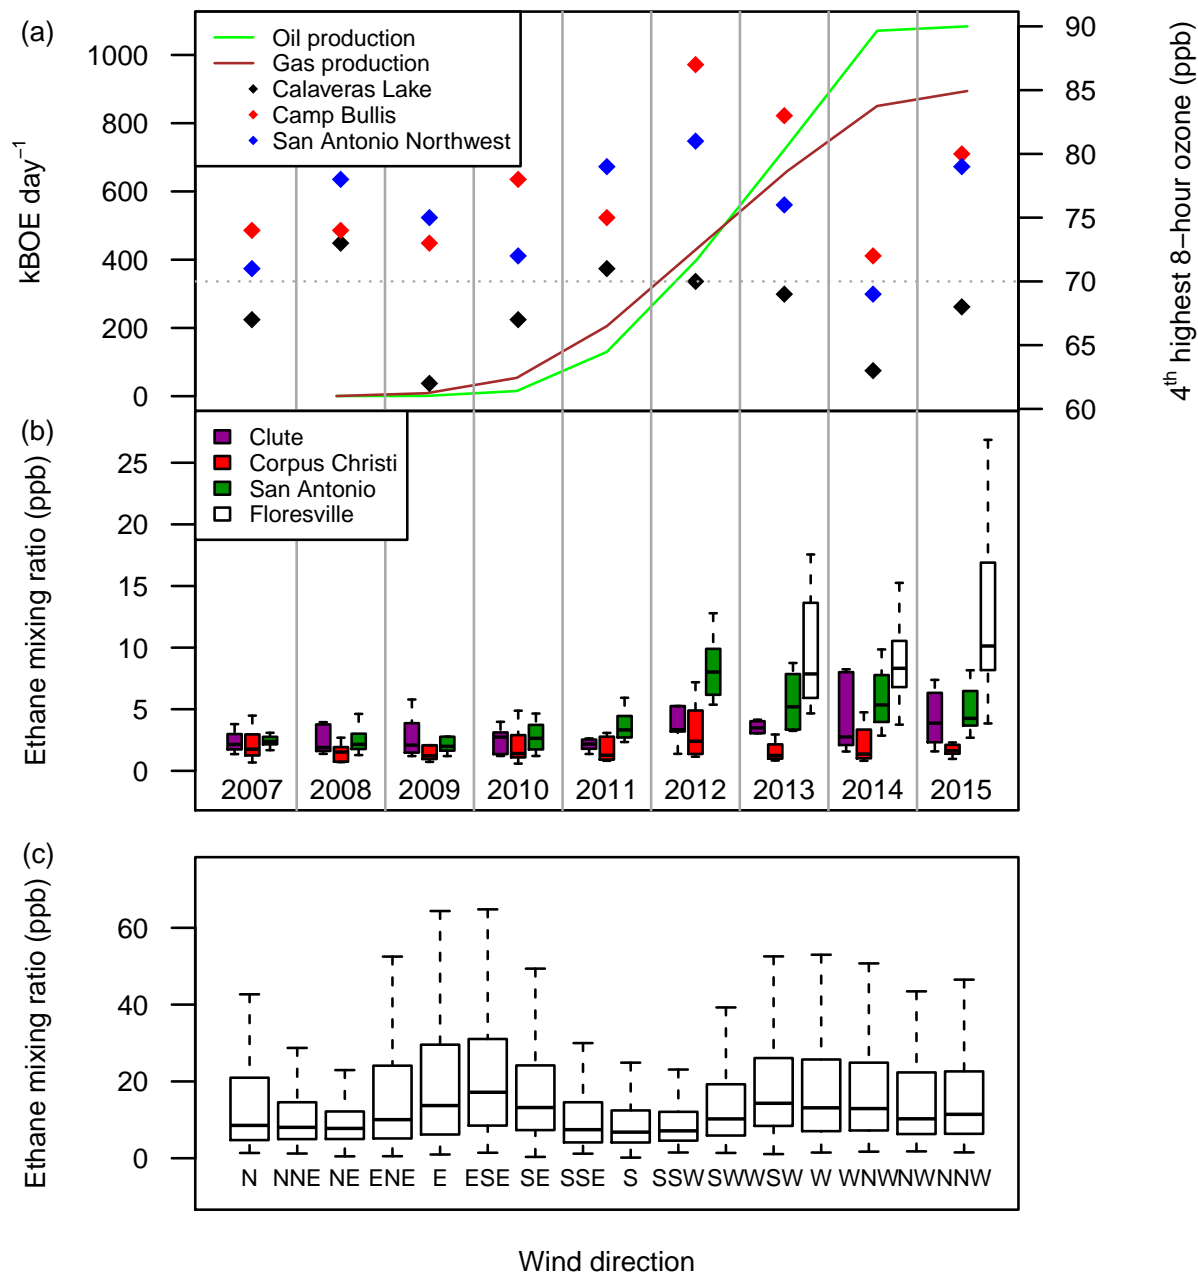 (a)
Oil production
Gas production
Calaveras Lake
Camp Bullis
San Antonio Northwest
kBOE day−1
1000
800
600
400
200
0
4th highest 8−hour ozone (ppb)
90
85
80
75
70
65
60
(b)
Clute
Corpus Christi
San Antonio
Floresville
Ethane mixing ratio (ppb)
25
20
15
10
5
0
2007 2008 2009 2010 2011 2012 2013 2014 2015
(c)
Ethane mixing ratio (ppb)
60
40
20
0
N NNE NE ENE E ESE SE SSE S SSW SW WSW W WNW NW NNW
Wind direction